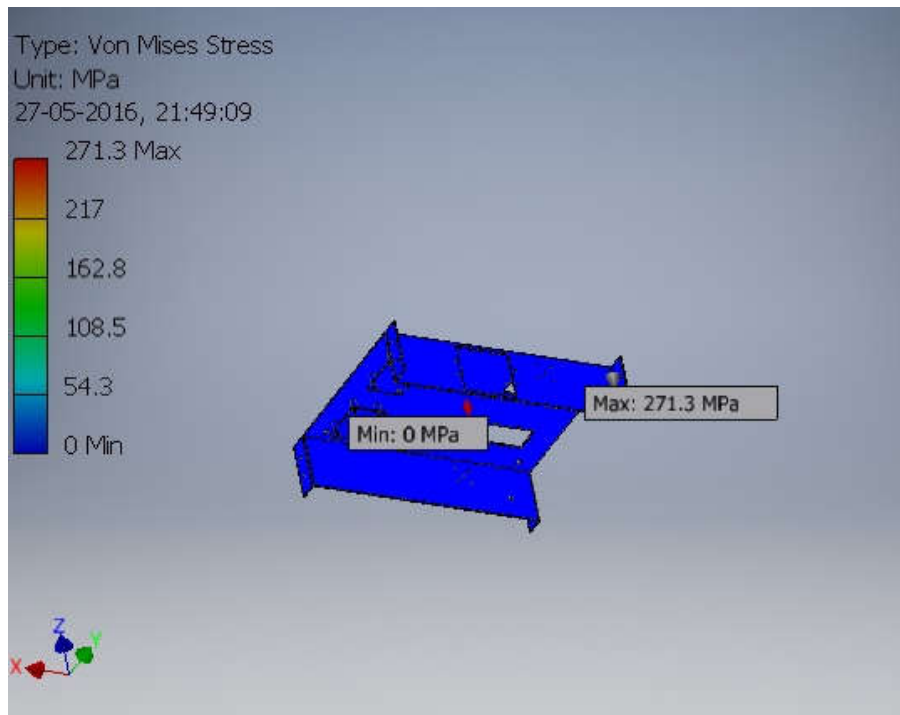 Type: Von Mises Stress
Unit: MPa
27-05-2016, 21:49:09
271.3 Max
217
162.8
108.5
54.3
0 Min
Max: 271.3 MPa
Min: 0 MPa
Z
Y
X